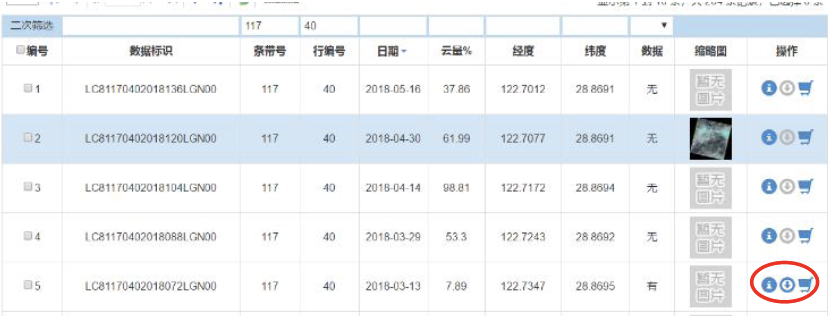 二次筛选 117 40
编号 数据标识 条带号 行编号 日期 云量% 经度 纬度 数据 缩略图 操作
1 LC81170402018136LGN00 117 40 2018-05-16 37.86 122.7012 28.8691 无 暂无图片
2 LC81170402018120LGN00 117 40 2018-04-30 61.99 122.7077 28.8691 无
3 LC81170402018104LGN00 117 40 2018-04-14 98.81 122.7172 28.8694 无 暂无图片
4 LC81170402018088LGN00 117 40 2018-03-29 53.3 122.7243 28.8692 无 暂无图片
5 LC81170402018072LGN00 117 40 2018-03-13 7.89 122.7347 28.8695 有 暂无图片